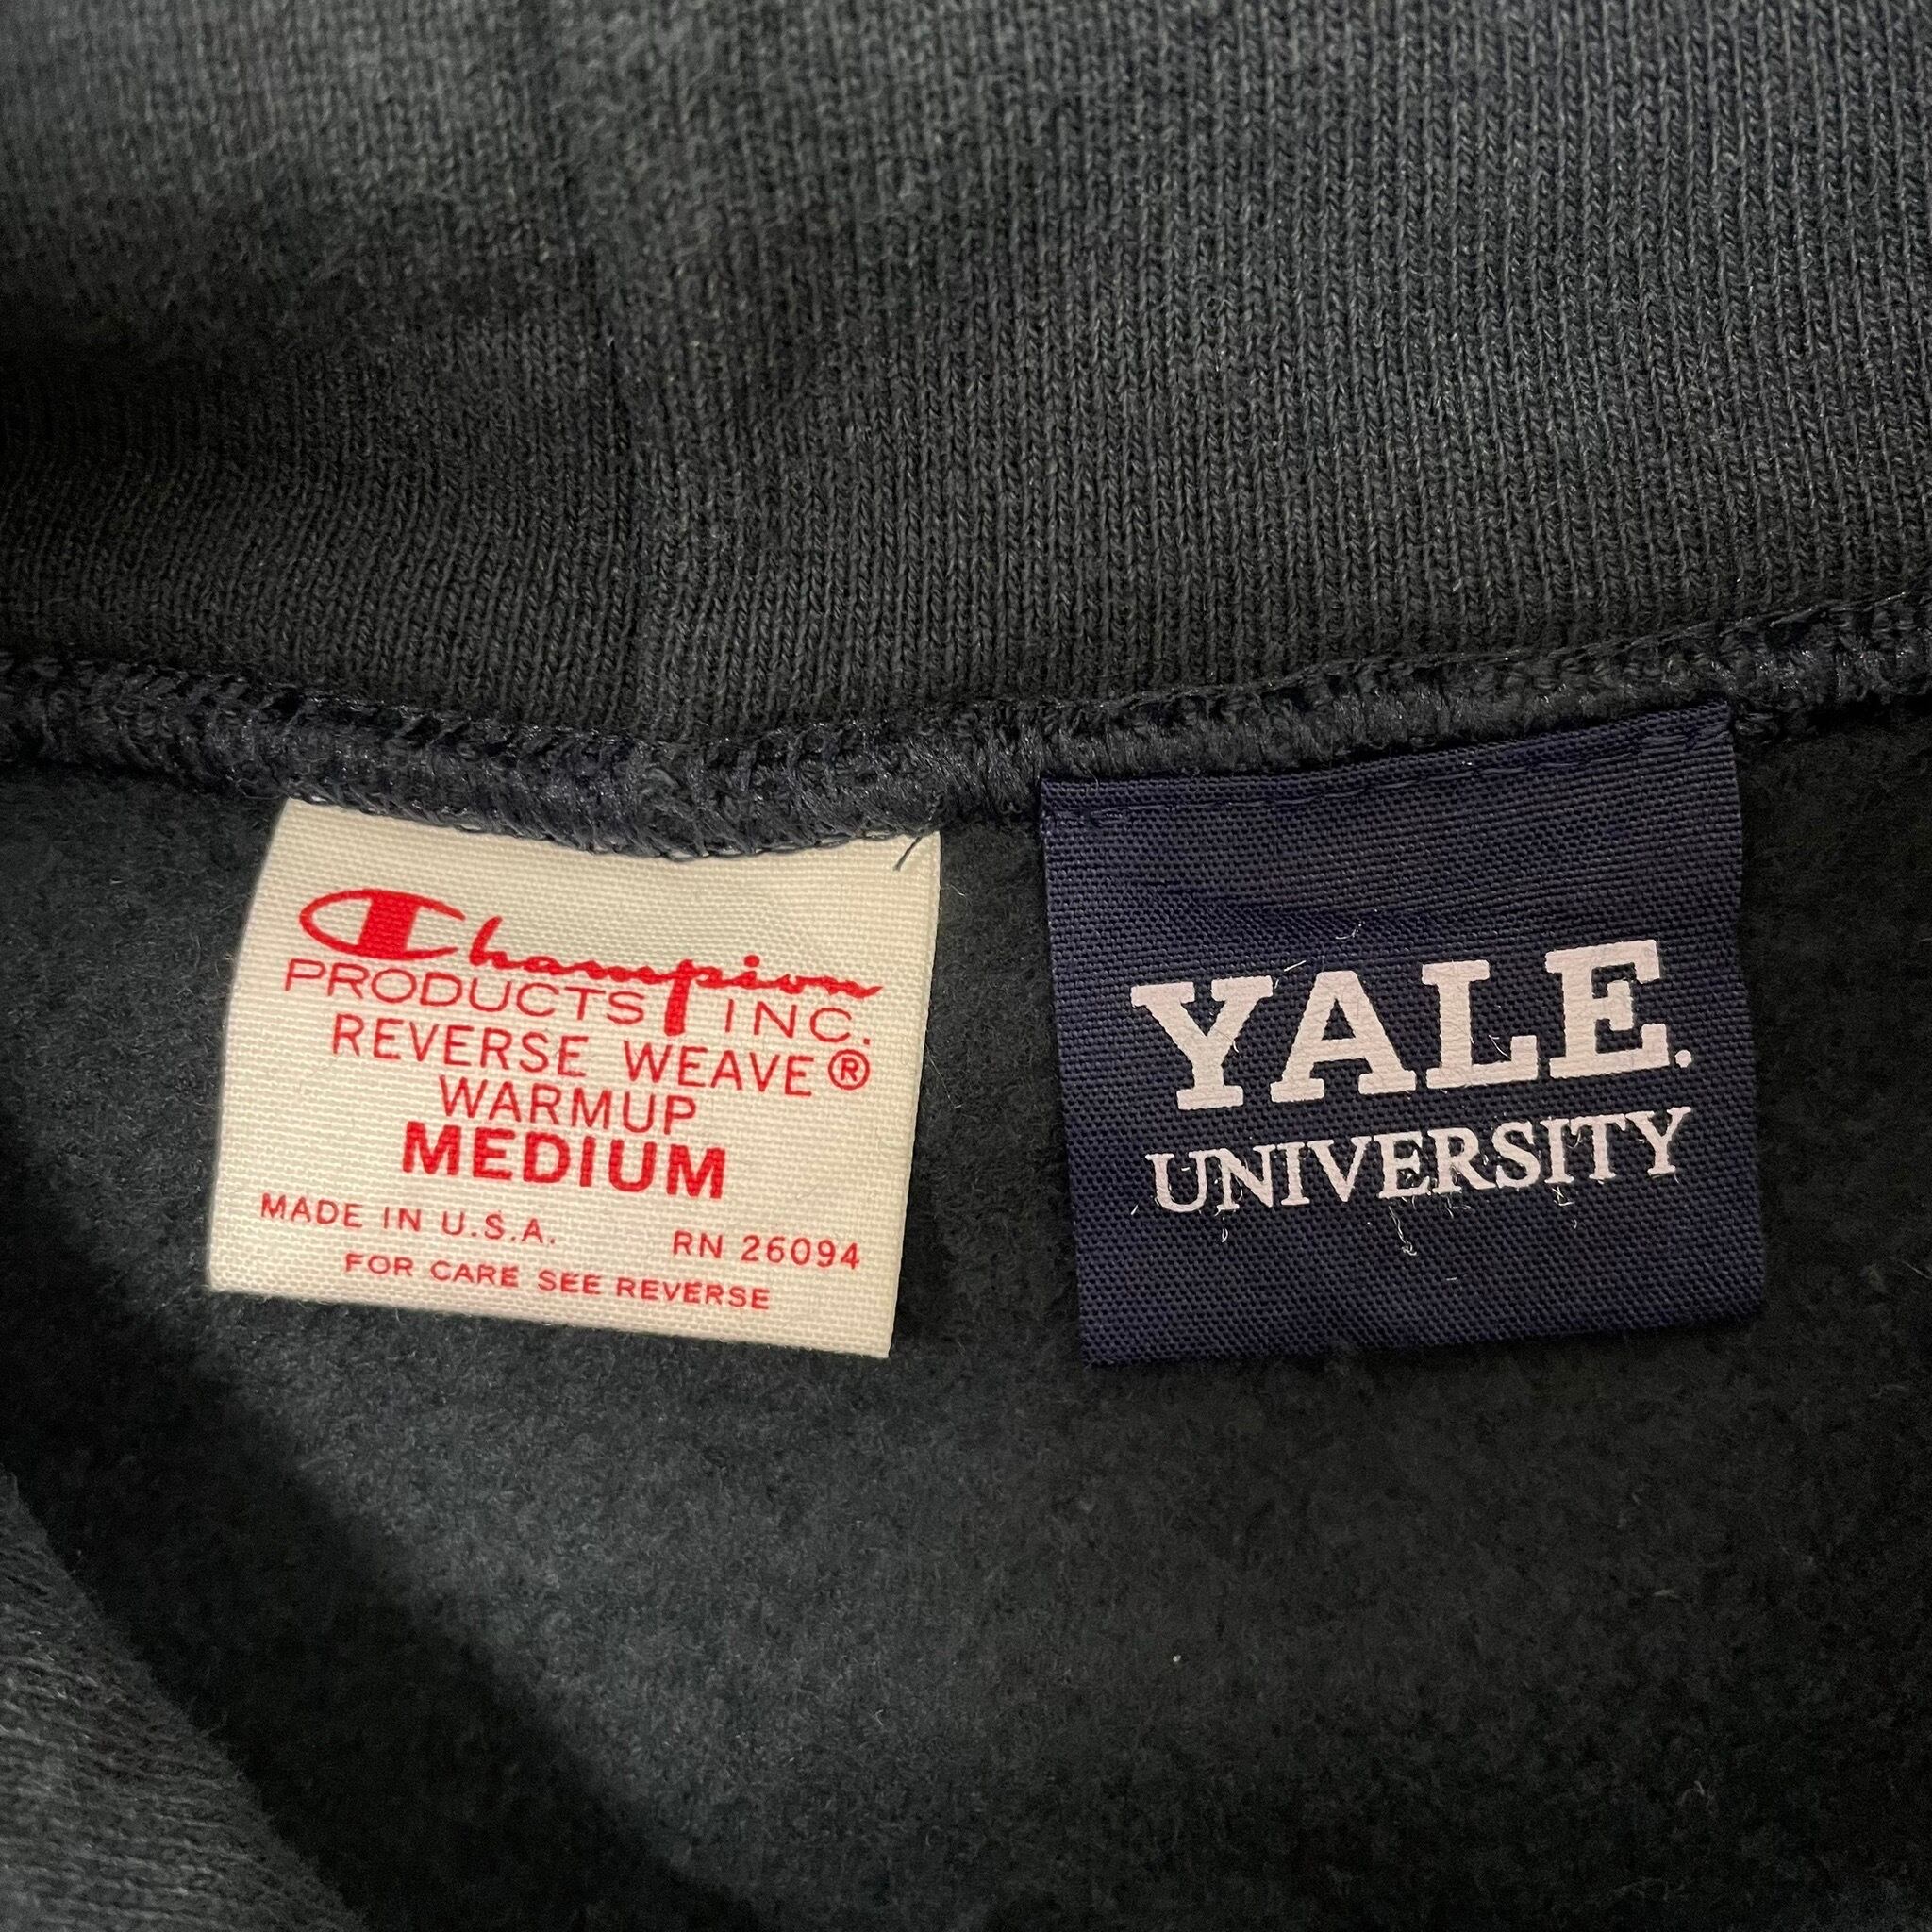 Champion
PRODUCTS INC.
REVERSE WEAVE®
WARMUP
MEDIUM
MADE IN U.S.A. RN 26094
FOR CARE SEE REVERSE
YALE.
UNIVERSITY